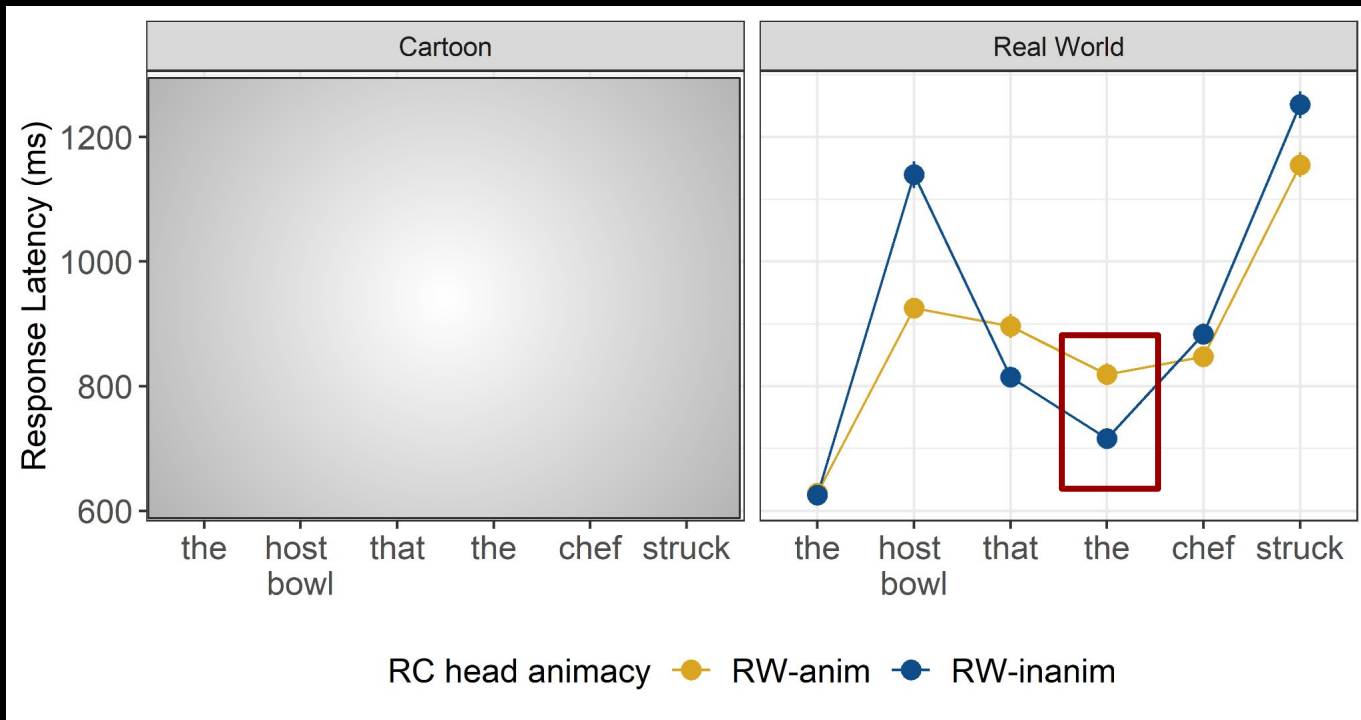 Cartoon
Real World
Response Latency (ms)
1200
1000
800
600
the host that the chef struck
bowl
the host that the chef struck
bowl
RC head animacy RW-anim RW-inanim